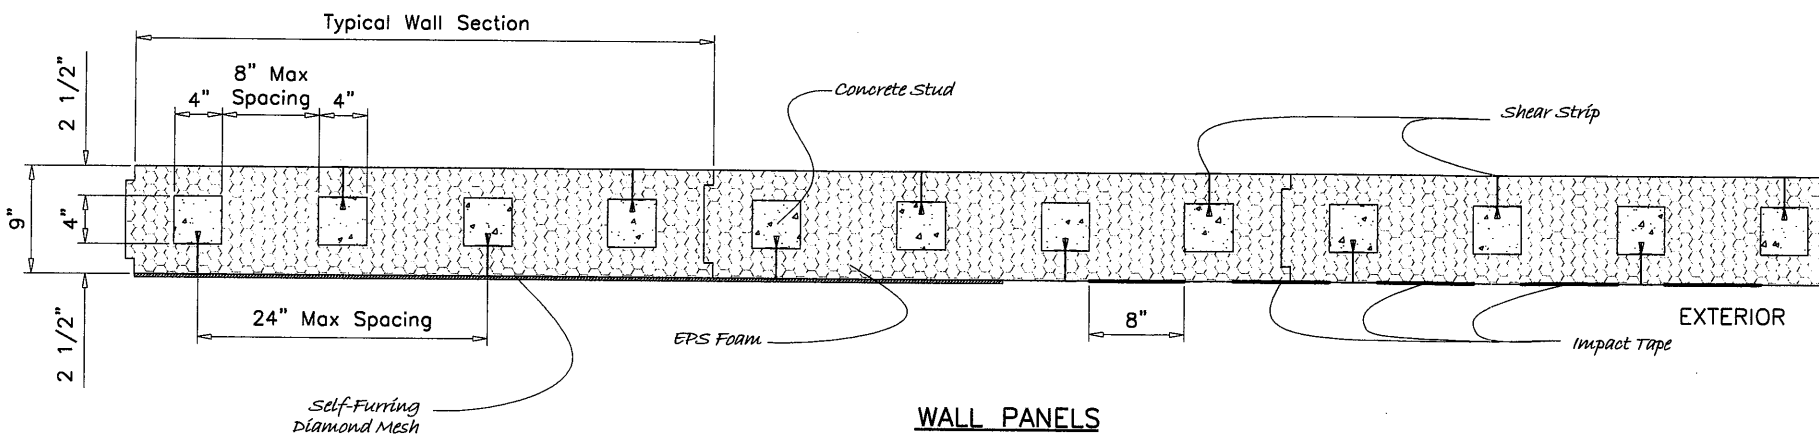 Typical Wall Section
2 1/2"
4"
8" Max
Spacing
4"
Concrete Stud
Shear Strip
9"
4"
24" Max Spacing
2 1/2"
EPS Foam
8"
EXTERIOR
Impact Tape
Self-Furring
Diamond Mesh
WALL PANELS